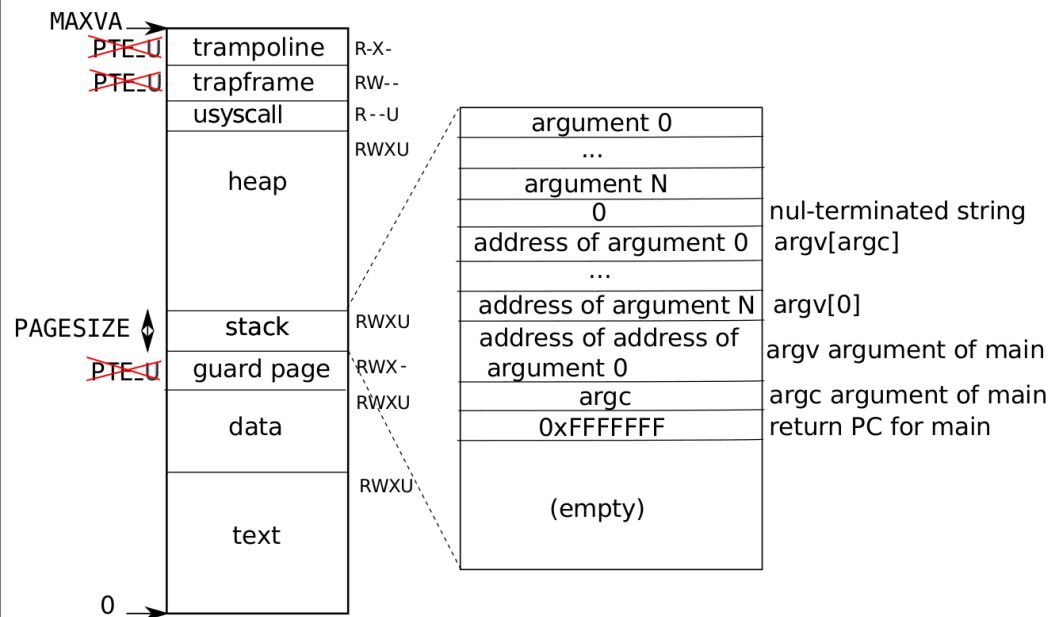 MAXVA
PTE_U trampoline R-X-
PTE_U trapframe RW--
usyscall R--U
RWXU
heap
PAGESIZE stack RWXU
PTE_U guard page RWX-
RWXU
data
RWXU
text
0
argument 0
...
argument N
0 nul-terminated string
address of argument 0 argv[argc]
...
address of argument N argv[0]
address of address of
argument 0 argv argument of main
argc argc argument of main
0xFFFFFFF return PC for main
(empty)